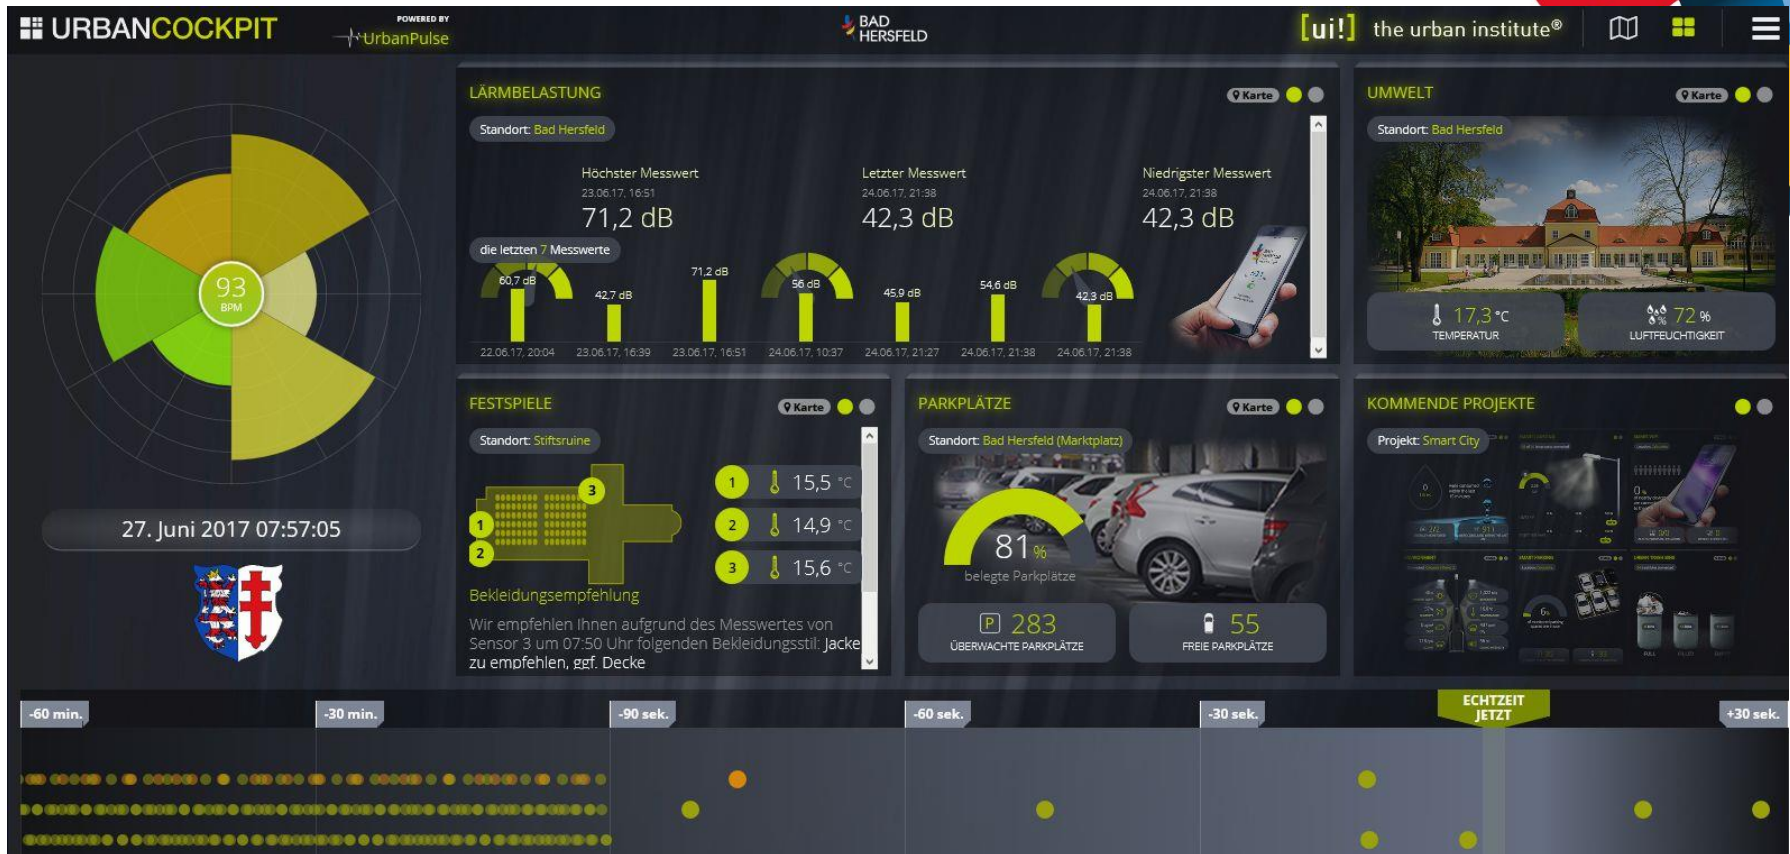 URBANCOCKPIT
POWERED BY
UrbanPulse
BAD
HERSFELD
[ui!] the urban institute®
93
BPM
27. Juni 2017 07:57:05
LÄRMBELASTUNG
Karte
Standort: Bad Hersfeld
Höchster Messwert
23.06.17, 16:51
71,2 dB
Letzter Messwert
24.06.17, 21:38
42,3 dB
Niedrigster Messwert
24.06.17, 21:38
42,3 dB
die letzten 7 Messwerte
60,7 dB
42,7 dB
71,2 dB
56 dB
45,9 dB
54,6 dB
42,3 dB
22.06.17, 20:04
23.06.17, 16:39
23.06.17, 16:51
24.06.17, 10:37
24.06.17, 21:27
24.06.17, 21:38
24.06.17, 21:38
UMWELT
Karte
Standort: Bad Hersfeld
17,3 °C
TEMPERATUR
72 %
LUFTFEUCHTIGKEIT
FESTSPIELE
Karte
Standort: Stiftsruine
1
2
3
1 15,5 °C
2 14,9 °C
3 15,6 °C
Bekleidungsempfehlung
Wir empfehlen Ihnen aufgrund des Messwertes von
Sensor 3 um 07:50 Uhr folgenden Bekleidungsstil: Jacke
zu empfehlen, ggf. Decke
PARKPLÄTZE
Karte
Standort: Bad Hersfeld (Marktplatz)
81%
belegte Parkplätze
P 283
ÜBERWACHTE PARKPLÄTZE
55
FREIE PARKPLÄTZE
KOMMENDE PROJEKTE
Projekt: Smart City
-60 min.
-30 min.
-90 sek.
-60 sek.
-30 sek.
ECHTZEIT
JETZT
+30 sek.